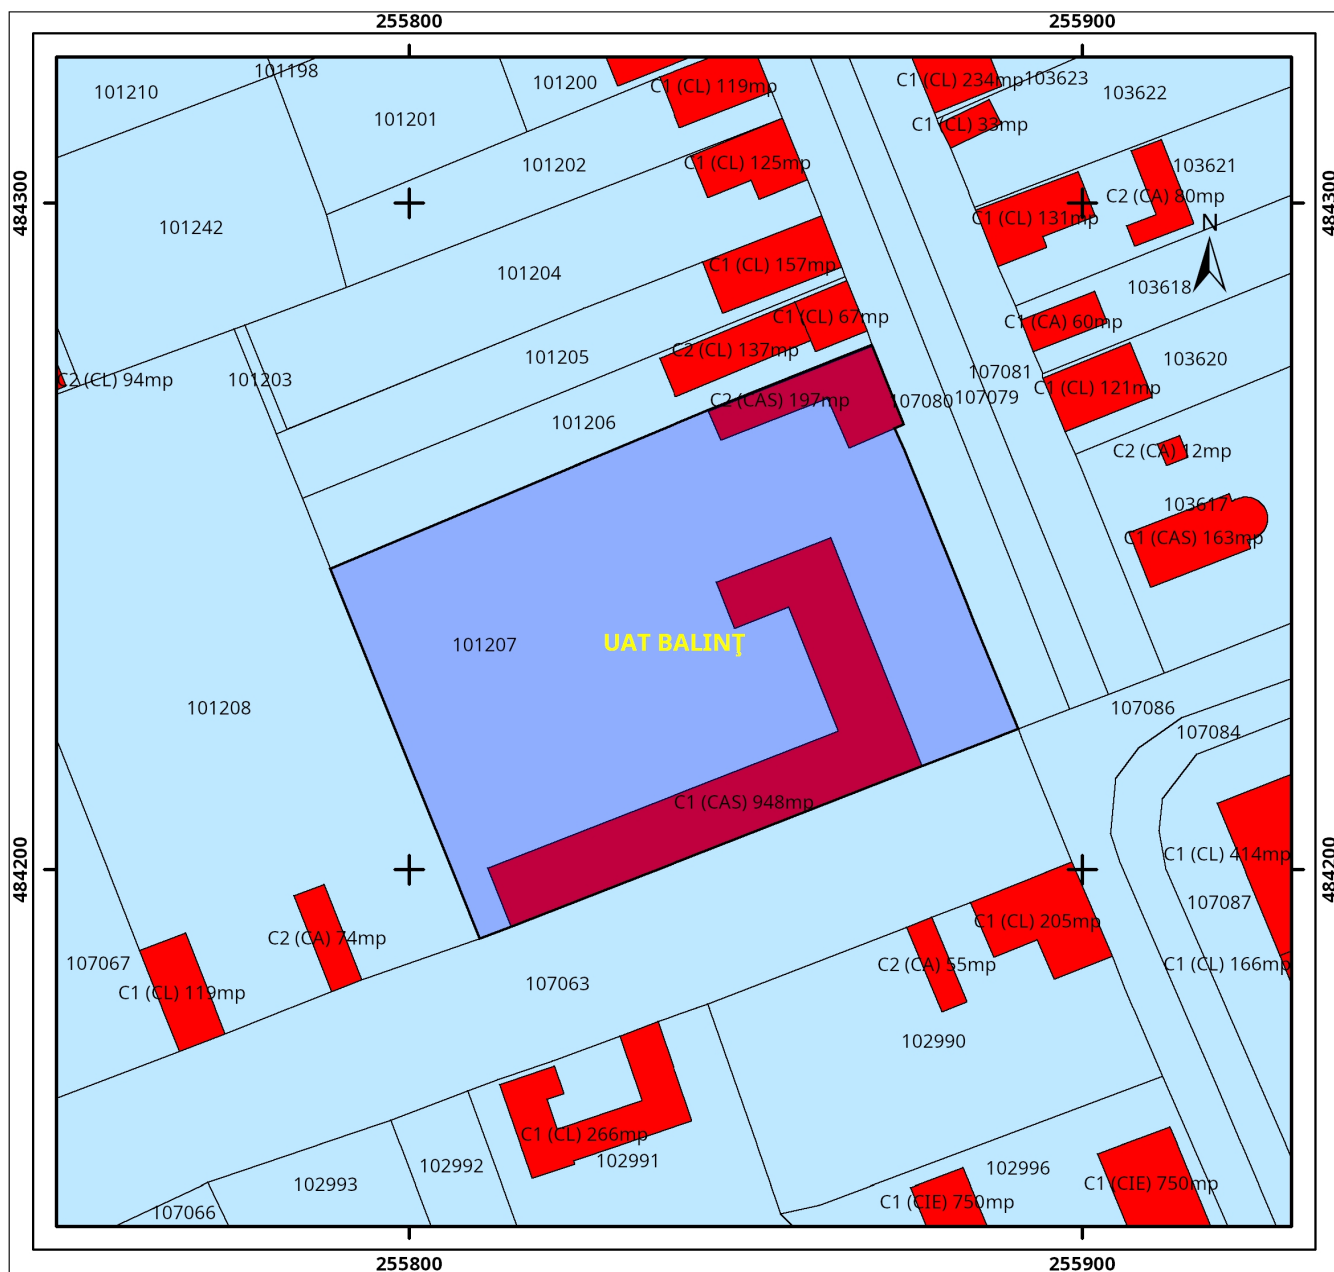 255800
255900
101198
101210
101200
C1 (CL) 119mp
C1 (CL) 234mp
103623
103622
101201
C1 (CL) 33mp
101202
C1 (CL) 125mp
103621
C2 (CA) 80mp
484300
484300
C1 (CL) 131mp
N
101242
101204
C1 (CL) 157mp
103618
C1 (CL) 67mp
C1 (CA) 60mp
101205
C2 (CL) 137mp
103620
107081
C2 (CL) 94mp
101203
C1 (CL) 121mp
C2 (CAS) 197mp
107080
107079
101206
C2 (CA) 12mp
103617
C1 (CAS) 163mp
101207
UAT BALINŢ
101208
107086
107084
C1 (CAS) 948mp
484200
484200
C1 (CL) 414mp
107087
C1 (CL) 205mp
C2 (CA) 74mp
107067
C2 (CA) 55mp
C1 (CL) 166mp
107063
C1 (CL) 119mp
102990
C1 (CL) 266mp
102991
102992
102996
102993
C1 (CIE) 750mp
C1 (CIE) 750mp
107066
255800
255900